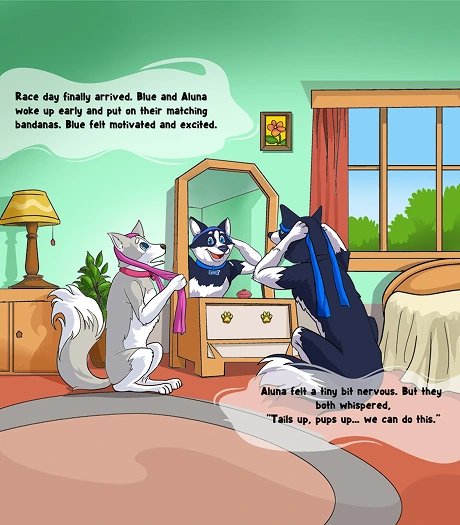 Race day finally arrived. Blue and Aluna
woke up early and put on their matching
bandanas. Blue felt motivated and excited.
Aluna felt a tiny bit nervous. But they
both whispered,
"Tails up, pups up... we can do this."